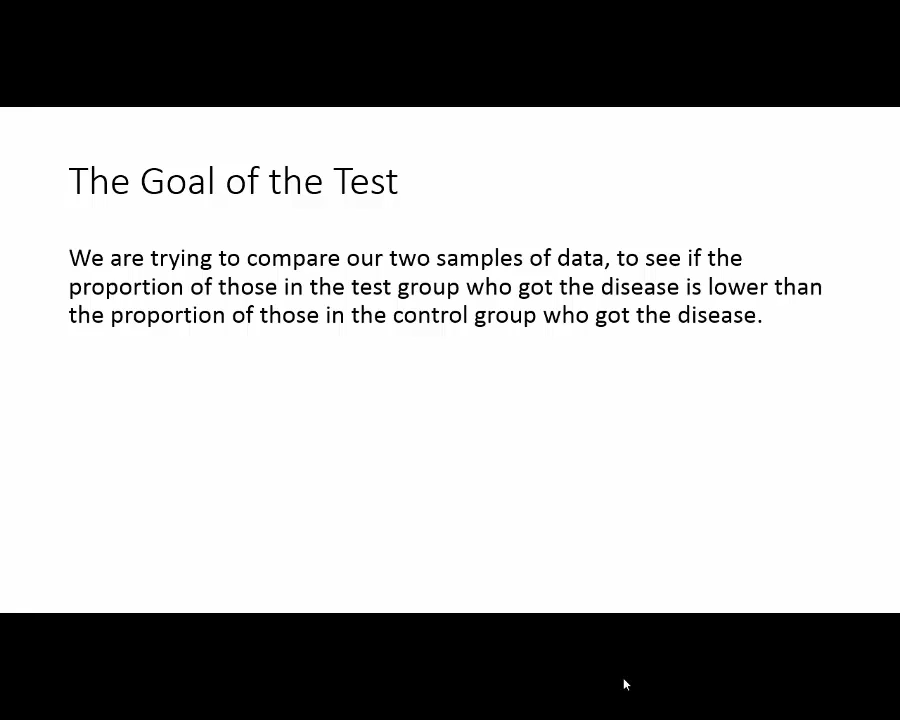 The Goal of the Test
We are trying to compare our two samples of data, to see if the
proportion of those in the test group who got the disease is lower than
the proportion of those in the control group who got the disease.